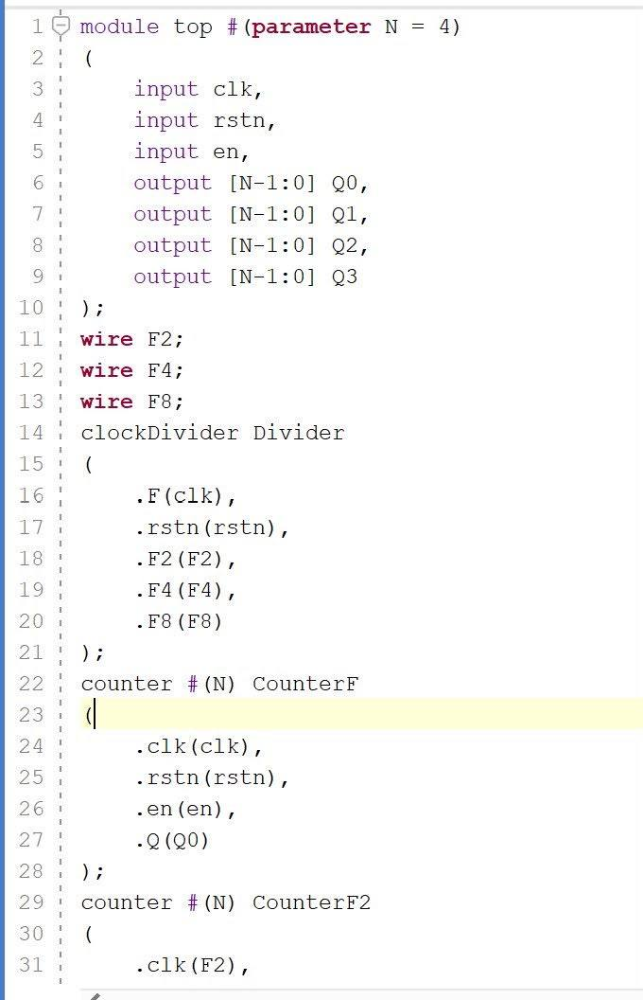 1 module top #(parameter N = 4)
2 (
3     input clk,
4     input rstn,
5     input en,
6     output [N-1:0] Q0,
7     output [N-1:0] Q1,
8     output [N-1:0] Q2,
9     output [N-1:0] Q3
10 );
11 wire F2;
12 wire F4;
13 wire F8;
14 clockDivider Divider
15 (
16     .F(clk),
17     .rstn(rstn),
18     .F2(F2),
19     .F4(F4),
20     .F8(F8)
21 );
22 counter #(N) CounterF
23 (
24     .clk(clk),
25     .rstn(rstn),
26     .en(en),
27     .Q(Q0)
28 );
29 counter #(N) CounterF2
30 (
31     .clk(F2),